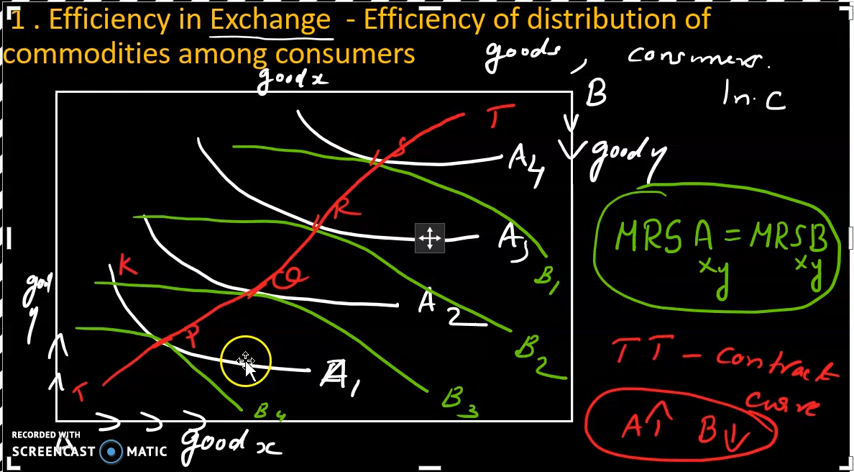 1 . Efficiency in Exchange - Efficiency of distribution of
commodities among consumers
goods , consumers.
good x
B
In. C
T
S
A4
good y
R
MRS A = MRS B
xy xy
A3
B1
K
Q
A2
y
B2
P
TT - contract
curve
A1
T
B3
B4
A↑ B↓
RECORDED WITH
SCREENCAST MATIC
A
good x